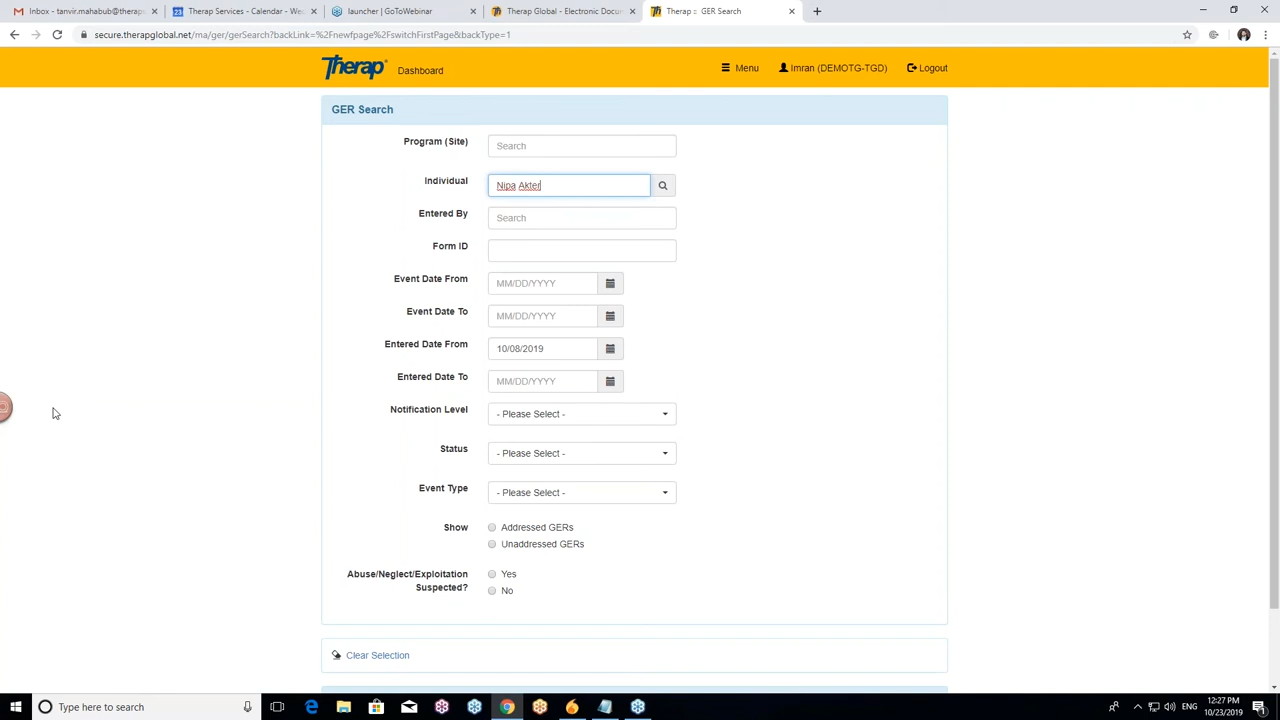 Inbox - tanvir.mahabub@therap
Therap Services - Calendar - Wed
launcher | GoToWebinar
Therap Global - Electronic Docum
Therap :: GER Search
secure.therapglobal.net/ma/ger/gerSearch?backLink=%2Fnewfpage%2FswitchFirstPage&backType=1
Therap
Dashboard
Menu
Imran (DEMOTG-TGD)
Logout
GER Search
Program (Site)
Search
Individual
Nipa Akter
Entered By
Search
Form ID
Event Date From
MM/DD/YYYY
Event Date To
MM/DD/YYYY
Entered Date From
10/08/2019
Entered Date To
MM/DD/YYYY
Notification Level
- Please Select -
Status
- Please Select -
Event Type
- Please Select -
Show
Addressed GERs
Unaddressed GERs
Abuse/Neglect/Exploitation
Suspected?
Yes
No
Clear Selection
Type here to search
12:27 PM
10/23/2019